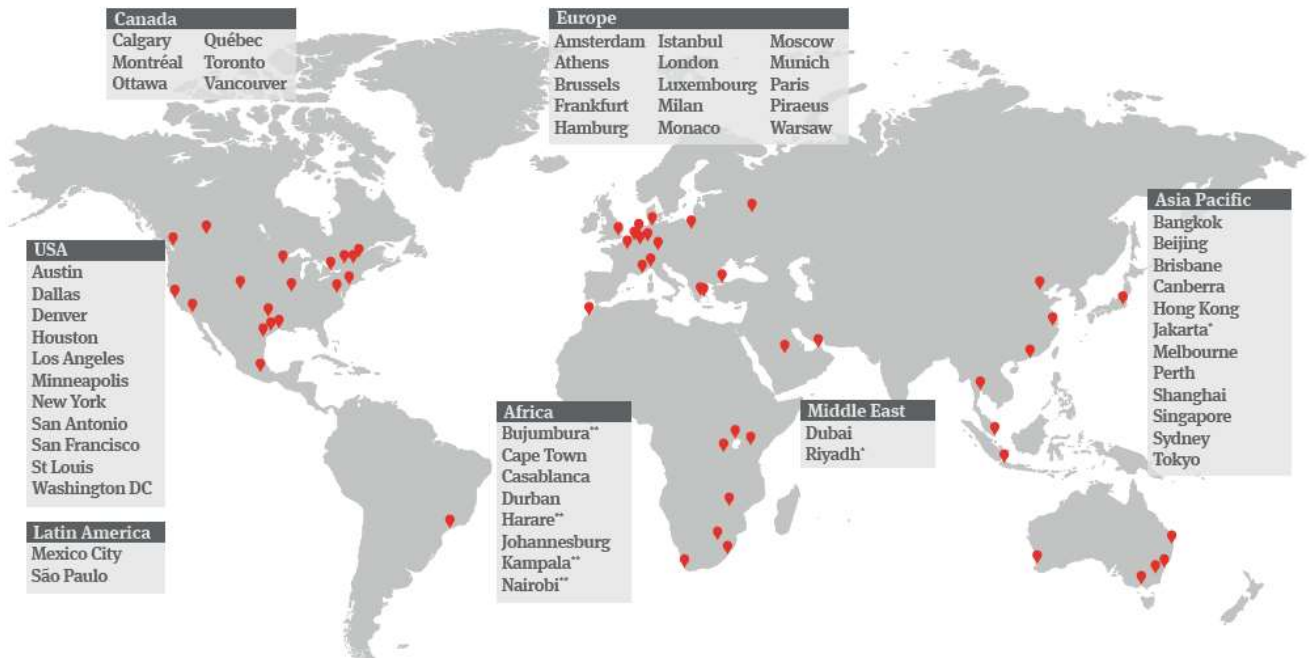 Canada
Calgary Québec
Montréal Toronto
Ottawa Vancouver
Europe
Amsterdam Istanbul Moscow
Athens London Munich
Brussels Luxembourg Paris
Frankfurt Milan Piraeus
Hamburg Monaco Warsaw
USA
Austin
Dallas
Denver
Houston
Los Angeles
Minneapolis
New York
San Antonio
San Francisco
St Louis
Washington DC
Latin America
Mexico City
São Paulo
Africa
Bujumbura**
Cape Town
Casablanca
Durban
Harare**
Johannesburg
Kampala**
Nairobi**
Middle East
Dubai
Riyadh*
Asia Pacific
Bangkok
Beijing
Brisbane
Canberra
Hong Kong
Jakarta*
Melbourne
Perth
Shanghai
Singapore
Sydney
Tokyo